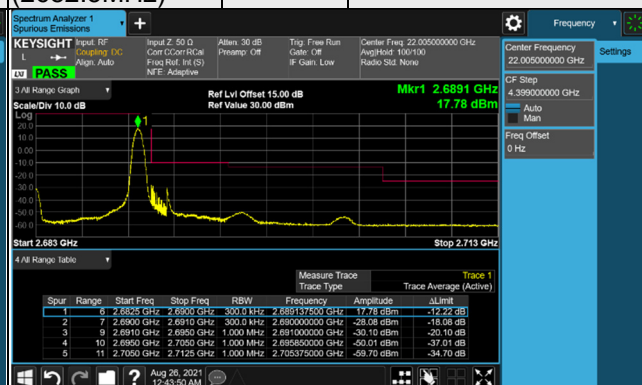 (2682.5MHz)
Spectrum Analyzer 1
Spurious Emissions
Frequency
KEYSIGHT
L
Input: RF
Coupling: DC
Align: Auto
Input Z: 50 Ω
Corr CCorr RCal
Freq Ref: Int (S)
NFE: Adaptive
Atten: 30 dB
Preamp: Off
Trig: Free Run
Gate: Off
IF Gain: Low
Center Freq: 22.005000000 GHz
Avg|Hold: 100/100
Radio Std: None
LXI PASS
Center Frequency
22.005000000 GHz
Settings
CF Step
4.399000000 GHz
Auto
Man
Freq Offset
0 Hz
3 All Range Graph
Scale/Div 10.0 dB
Ref Lvl Offset 15.00 dB
Ref Value 30.00 dBm
Mkr1 2.6891 GHz
17.78 dBm
Log
1
20.0
10.0
0.00
-10.0
-20.0
-30.0
-40.0
-50.0
-60.0
Start 2.683 GHz
Stop 2.713 GHz
4 All Range Table
Measure Trace Trace 1
Trace Type Trace Average (Active)
Spur Range Start Freq Stop Freq RBW Frequency Amplitude ΔLimit
1 6 2.6825 GHz 2.6900 GHz 300.0 kHz 2.689137500 GHz 17.78 dBm -12.22 dB
2 7 2.6900 GHz 2.6910 GHz 300.0 kHz 2.690000000 GHz -28.08 dBm -18.08 dB
3 9 2.6910 GHz 2.6950 GHz 1.000 MHz 2.691000000 GHz -30.10 dBm -20.10 dB
4 10 2.6950 GHz 2.7050 GHz 1.000 MHz 2.695850000 GHz -50.01 dBm -37.01 dB
5 11 2.7050 GHz 2.7125 GHz 1.000 MHz 2.705375000 GHz -59.70 dBm -34.70 dB
Aug 26, 2021
12:43:50 AM